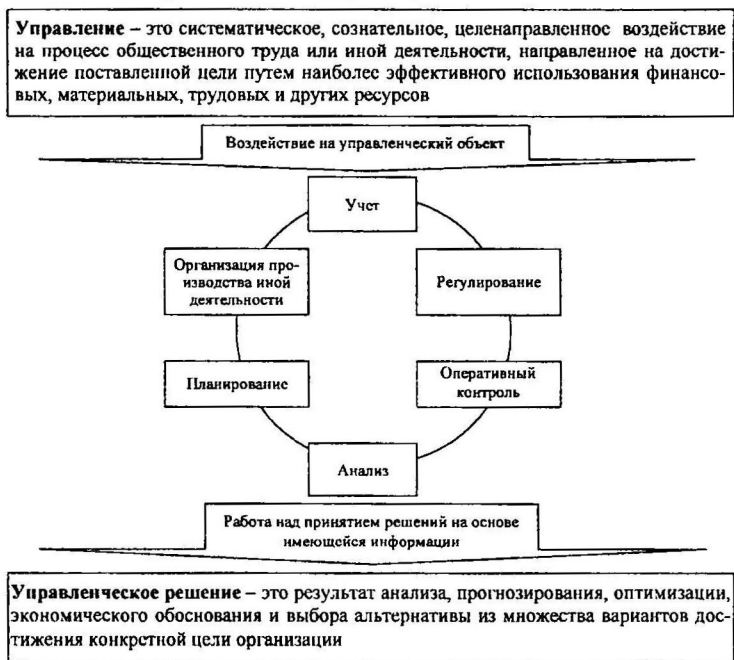 Управление – это систематическое, сознательное, целенаправленное воздействие
на процесс общественного труда или иной деятельности, направленное на дости-
жение поставленной цели путем наиболее эффективного использования финансо-
вых, материальных, трудовых и других ресурсов
Воздействие на управленческий объект
Учет
Организация про-
изводства иной
деятельности
Регулирование
Планирование
Оперативный
контроль
Анализ
Работа над принятием решений на основе
имеющейся информации
Управленческое решение – это результат анализа, прогнозирования, оптимизации,
экономического обоснования и выбора альтернативы из множества вариантов дос-
тижения конкретной цели организации